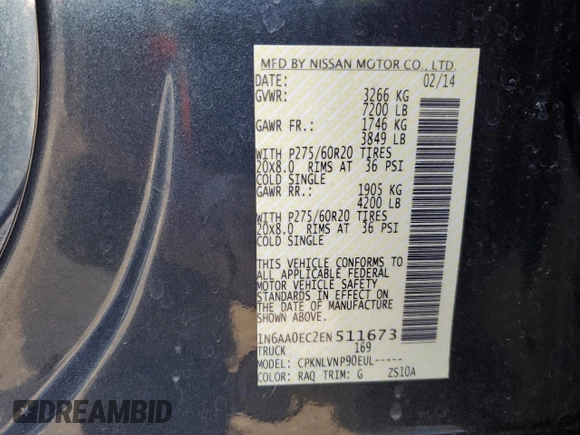 MFD BY NISSAN MOTOR CO., LTD.
DATE: 02/14
GVWR: 3266 KG
7200 LB
GAWR FR.: 1746 KG
3849 LB
WITH P275/60R20 TIRES
20X8.0 RIMS AT 36 PSI
COLD SINGLE
GAWR RR.: 1905 KG
4200 LB
WITH P275/60R20 TIRES
20X8.0 RIMS AT 36 PSI
COLD SINGLE
THIS VEHICLE CONFORMS TO
ALL APPLICABLE FEDERAL
MOTOR VEHICLE SAFETY
STANDARDS IN EFFECT ON
THE DATE OF MANUFACTURE
SHOWN ABOVE.
1N6AA0EC2EN511673
TRUCK 169
MODEL: CPKNLVNP90EUL-----
COLOR: RAQ TRIM: G ZS10A
DREAMBID